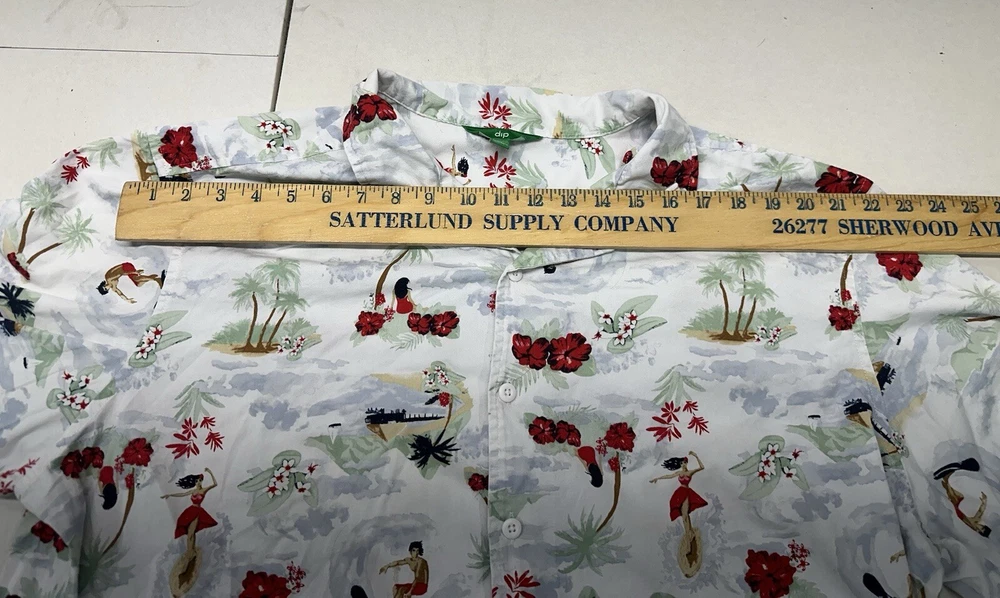 dip
1 2 3 4 5 6 7 8 9 10 11 12 13 14 15 16 17 18 19 20 21 22 23 24 25
SATTERLUND SUPPLY COMPANY 26277 SHERWOOD AVE